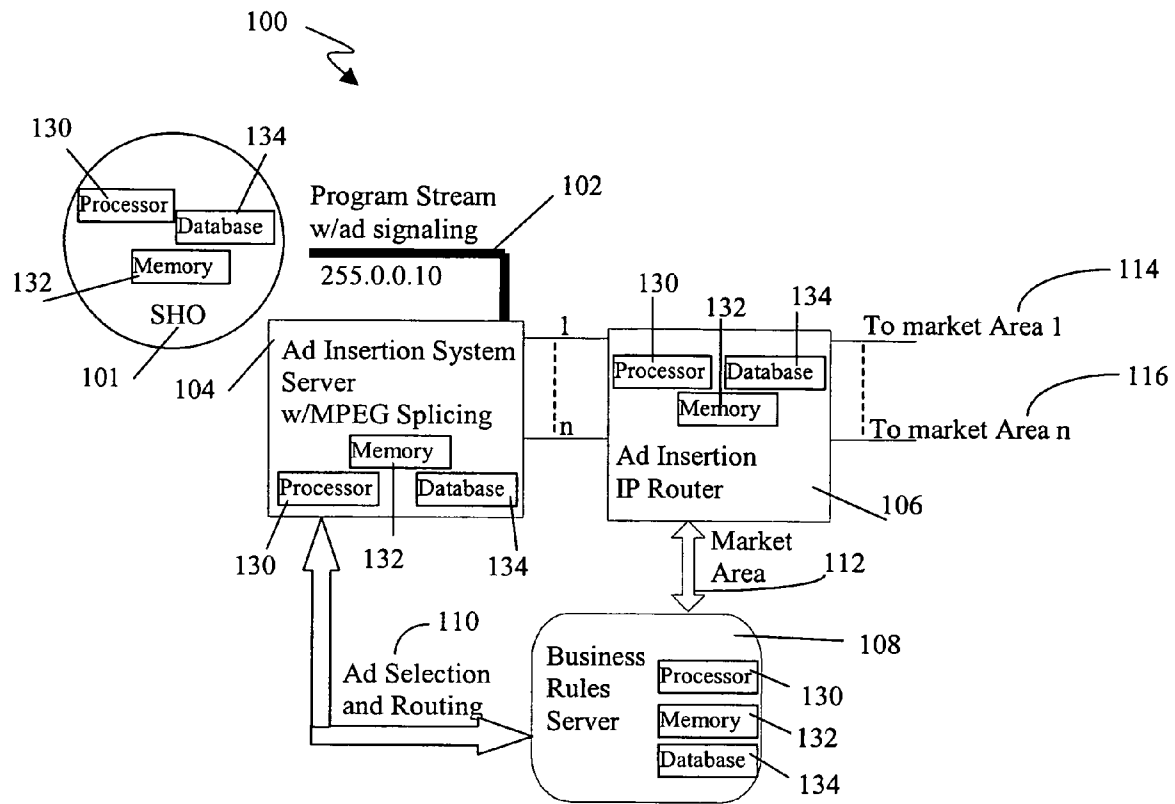 100
130
134
Processor
Database
Memory
132
SHO
101
Program Stream
w/ad signaling
102
255.0.0.10
104
Ad Insertion System
Server
w/MPEG Splicing
Memory
Processor
Database
130
132
134
1
n
130
132
134
Processor
Database
Memory
Ad Insertion
IP Router
106
To market Area 1
114
To market Area n
116
Market
Area
112
110
Ad Selection
and Routing
Business
Rules
Server
108
Processor
130
Memory
132
Database
134